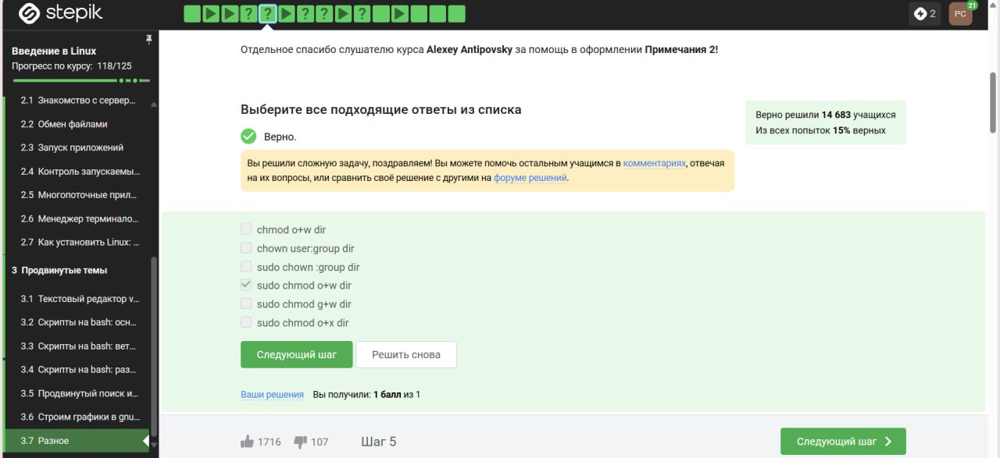 stepik
2
PC
21
Введение в Linux
Прогресс по курсу: 118/125
2.1 Знакомство с сервер...
2.2 Обмен файлами
2.3 Запуск приложений
2.4 Контроль запускаемы...
2.5 Многопоточные прил...
2.6 Менеджер терминало...
2.7 Как установить Linux: ...
3 Продвинутые темы
3.1 Текстовый редактор v...
3.2 Скрипты на bash: осн...
3.3 Скрипты на bash: вет...
3.4 Скрипты на bash: раз...
3.5 Продвинутый поиск и...
3.6 Строим графики в gnu...
3.7 Разное
Отдельное спасибо слушателю курса Alexey Antipovsky за помощь в оформлении Примечания 2!
Выберите все подходящие ответы из списка
Верно.
Вы решили сложную задачу, поздравляем! Вы можете помочь остальным учащимся в комментариях, отвечая
на их вопросы, или сравнить своё решение с другими на форуме решений.
Верно решили 14 683 учащихся
Из всех попыток 15% верных
chmod o+w dir
chown user:group dir
sudo chown :group dir
sudo chmod o+w dir
sudo chmod g+w dir
sudo chmod o+x dir
Следующий шаг
Решить снова
Ваши решения Вы получили: 1 балл из 1
1716
107
Шаг 5
Следующий шаг